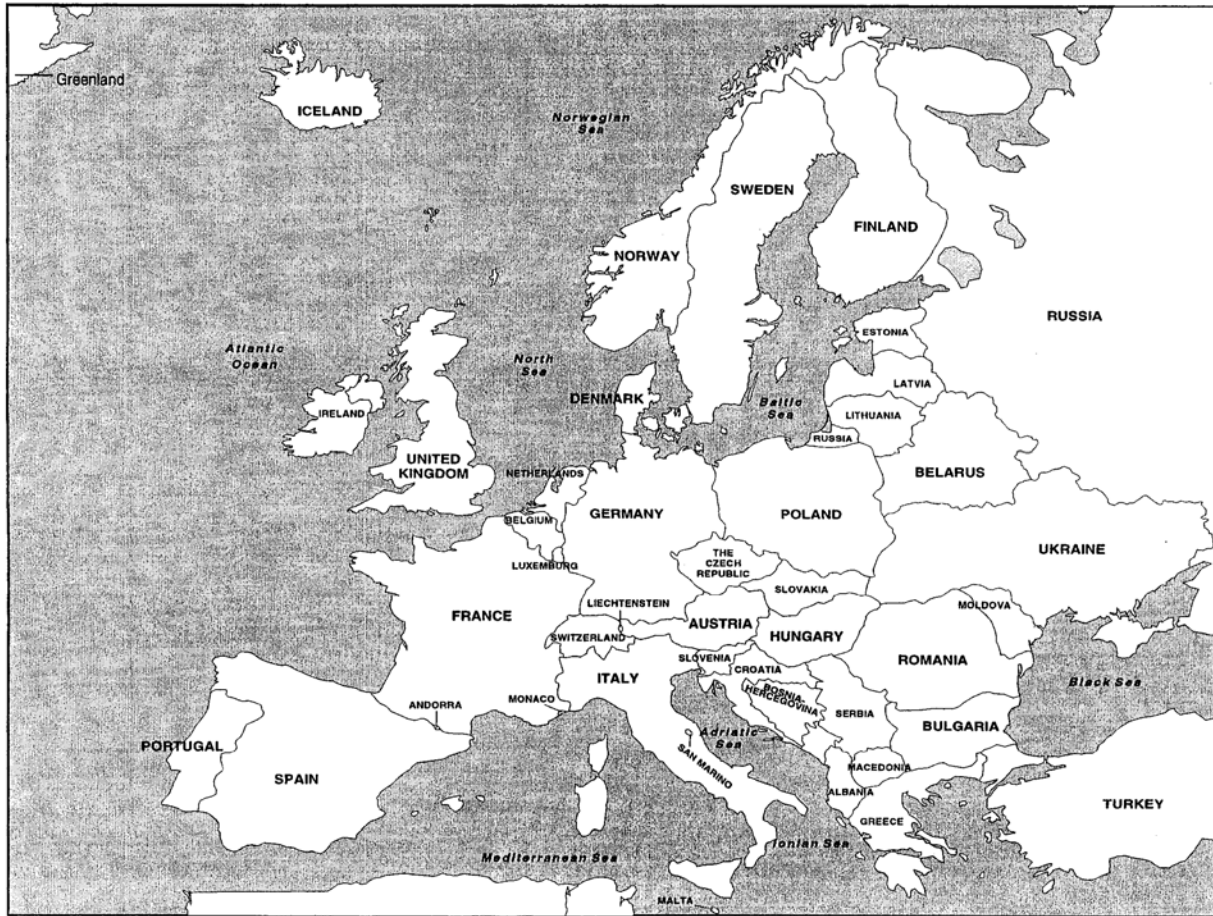 Greenland
ICELAND
Norwegian
Sea
SWEDEN
FINLAND
NORWAY
RUSSIA
ESTONIA
Atlantic
Ocean
North
Sea
LATVIA
DENMARK
Baltic
Sea
IRELAND
LITHUANIA
RUSSIA
UNITED
KINGDOM
NETHERLANDS
BELARUS
GERMANY
POLAND
BELGIUM
UKRAINE
THE
CZECH
REPUBLIC
LUXEMBURG
SLOVAKIA
LIECHTENSTEIN
MOLDOVA
FRANCE
AUSTRIA
HUNGARY
SWITZERLAND
ROMANIA
SLOVENIA
CROATIA
ITALY
Black Sea
BOSNIA-
HERCEGOVINA
ANDORRA
MONACO
SERBIA
BULGARIA
Adriatic
Sea
PORTUGAL
SAN MARINO
MACEDONIA
SPAIN
ALBANIA
TURKEY
GREECE
Ionian Sea
Mediterranean Sea
MALTA